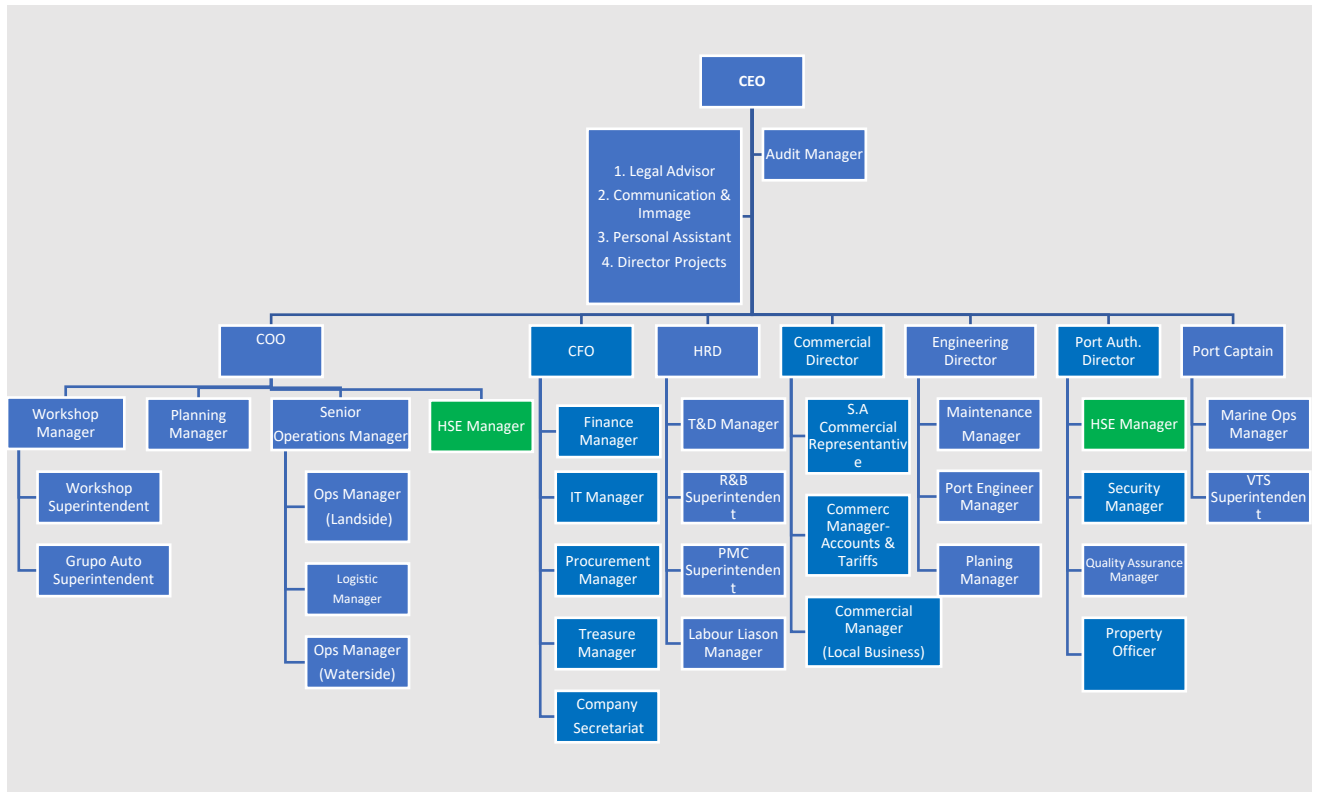 CEO
Audit Manager
1. Legal Advisor
2. Communication &
Immage
3. Personal Assistant
4. Director Projects
COO
CFO
HRD
Commercial
Director
Engineering
Director
Port Auth.
Director
Port Captain
Workshop
Manager
Planning
Manager
Senior
Operations Manager
HSE Manager
Workshop
Superintendent
Grupo Auto
Superintendent
Ops Manager
(Landside)
Logistic
Manager
Ops Manager
(Waterside)
Finance
Manager
IT Manager
Procurement
Manager
Treasure
Manager
Company
Secretariat
T&D Manager
R&B
Superintenden
t
PMC
Superintenden
t
Labour Liason
Manager
S.A
Commercial
Representantiv
e
Commerc
Manager-
Accounts &
Tariffs
Commercial
Manager
(Local Business)
Maintenance
Manager
Port Engineer
Manager
Planing
Manager
HSE Manager
Security
Manager
Quality Assurance
Manager
Property
Officer
Marine Ops
Manager
VTS
Superintenden
t